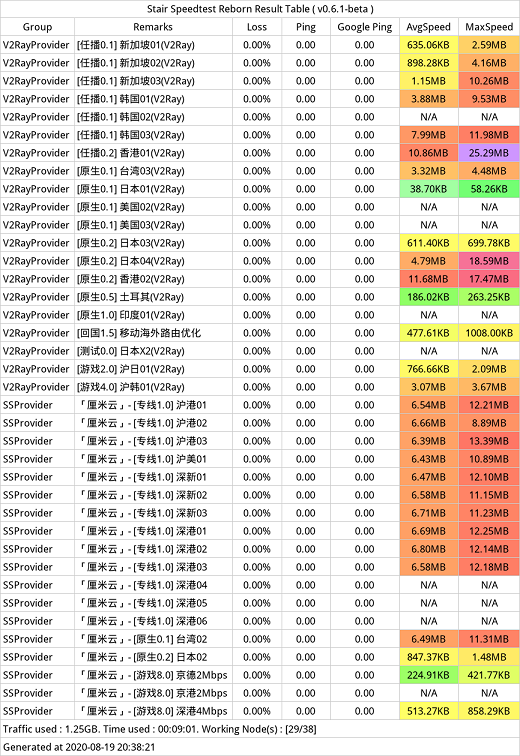 Stair Speedtest Reborn Result Table ( v0.6.1-beta )
Group Remarks Loss Ping Google Ping AvgSpeed MaxSpeed
V2RayProvider [任播0.1] 新加坡01(V2Ray) 0.00% 0.00 0.00 635.06KB 2.59MB
V2RayProvider [任播0.1] 新加坡02(V2Ray) 0.00% 0.00 0.00 898.28KB 4.16MB
V2RayProvider [任播0.1] 新加坡03(V2Ray) 0.00% 0.00 0.00 1.15MB 10.26MB
V2RayProvider [任播0.1] 韩国01(V2Ray) 0.00% 0.00 0.00 3.88MB 9.53MB
V2RayProvider [任播0.1] 韩国02(V2Ray) 0.00% 0.00 0.00 N/A N/A
V2RayProvider [任播0.1] 韩国03(V2Ray) 0.00% 0.00 0.00 7.99MB 11.98MB
V2RayProvider [任播0.2] 香港01(V2Ray) 0.00% 0.00 0.00 10.86MB 25.29MB
V2RayProvider [原生0.1] 台湾03(V2Ray) 0.00% 0.00 0.00 3.32MB 4.48MB
V2RayProvider [原生0.1] 日本01(V2Ray) 0.00% 0.00 0.00 38.70KB 58.26KB
V2RayProvider [原生0.1] 美国02(V2Ray) 0.00% 0.00 0.00 N/A N/A
V2RayProvider [原生0.1] 美国03(V2Ray) 0.00% 0.00 0.00 N/A N/A
V2RayProvider [原生0.2] 日本03(V2Ray) 0.00% 0.00 0.00 611.40KB 699.78KB
V2RayProvider [原生0.2] 日本04(V2Ray) 0.00% 0.00 0.00 4.79MB 18.59MB
V2RayProvider [原生0.2] 香港02(V2Ray) 0.00% 0.00 0.00 11.68MB 17.47MB
V2RayProvider [原生0.5] 土耳其(V2Ray) 0.00% 0.00 0.00 186.02KB 263.25KB
V2RayProvider [原生1.0] 印度01(V2Ray) 0.00% 0.00 0.00 N/A N/A
V2RayProvider [回国1.5] 移动海外路由优化 0.00% 0.00 0.00 477.61KB 1008.00KB
V2RayProvider [测试0.0] 日本X2(V2Ray) 0.00% 0.00 0.00 N/A N/A
V2RayProvider [游戏2.0] 沪日01(V2Ray) 0.00% 0.00 0.00 766.66KB 2.09MB
V2RayProvider [游戏4.0] 沪韩01(V2Ray) 0.00% 0.00 0.00 3.07MB 3.67MB
SSProvider 「厘米云」- [专线1.0] 沪港01 0.00% 0.00 0.00 6.54MB 12.21MB
SSProvider 「厘米云」- [专线1.0] 沪港02 0.00% 0.00 0.00 6.66MB 8.89MB
SSProvider 「厘米云」- [专线1.0] 沪港03 0.00% 0.00 0.00 6.39MB 13.39MB
SSProvider 「厘米云」- [专线1.0] 沪美01 0.00% 0.00 0.00 6.43MB 10.89MB
SSProvider 「厘米云」- [专线1.0] 深新01 0.00% 0.00 0.00 6.47MB 12.10MB
SSProvider 「厘米云」- [专线1.0] 深新02 0.00% 0.00 0.00 6.58MB 11.15MB
SSProvider 「厘米云」- [专线1.0] 深新03 0.00% 0.00 0.00 6.71MB 11.23MB
SSProvider 「厘米云」- [专线1.0] 深港01 0.00% 0.00 0.00 6.69MB 12.25MB
SSProvider 「厘米云」- [专线1.0] 深港02 0.00% 0.00 0.00 6.80MB 12.14MB
SSProvider 「厘米云」- [专线1.0] 深港03 0.00% 0.00 0.00 6.58MB 12.18MB
SSProvider 「厘米云」- [专线1.0] 深港04 0.00% 0.00 0.00 N/A N/A
SSProvider 「厘米云」- [专线1.0] 深港05 0.00% 0.00 0.00 N/A N/A
SSProvider 「厘米云」- [专线1.0] 深港06 0.00% 0.00 0.00 N/A N/A
SSProvider 「厘米云」- [原生0.1] 台湾02 0.00% 0.00 0.00 6.49MB 11.31MB
SSProvider 「厘米云」- [原生0.2] 日本02 0.00% 0.00 0.00 847.37KB 1.48MB
SSProvider 「厘米云」- [游戏8.0] 京德2Mbps 0.00% 0.00 0.00 224.91KB 421.77KB
SSProvider 「厘米云」- [游戏8.0] 京港2Mbps 0.00% 0.00 0.00 N/A N/A
SSProvider 「厘米云」- [游戏8.0] 深港4Mbps 0.00% 0.00 0.00 513.27KB 858.29KB
Traffic used : 1.25GB. Time used : 00:09:01. Working Node(s) : [29/38]
Generated at 2020-08-19 20:38:21